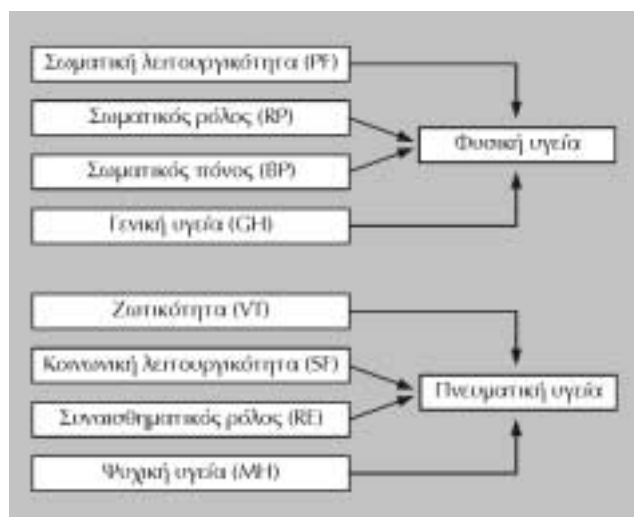 Σωματική λειτουργικότητα (PF)
Σωματικός ρόλος (RP)
Φυσική υγεία
Σωματικός πόνος (BP)
Γενική υγεία (GH)
Ζωτικότητα (VT)
Κοινωνική λειτουργικότητα (SF)
Πνευματική υγεία
Συναισθηματικός ρόλος (RE)
Ψυχική υγεία (MH)